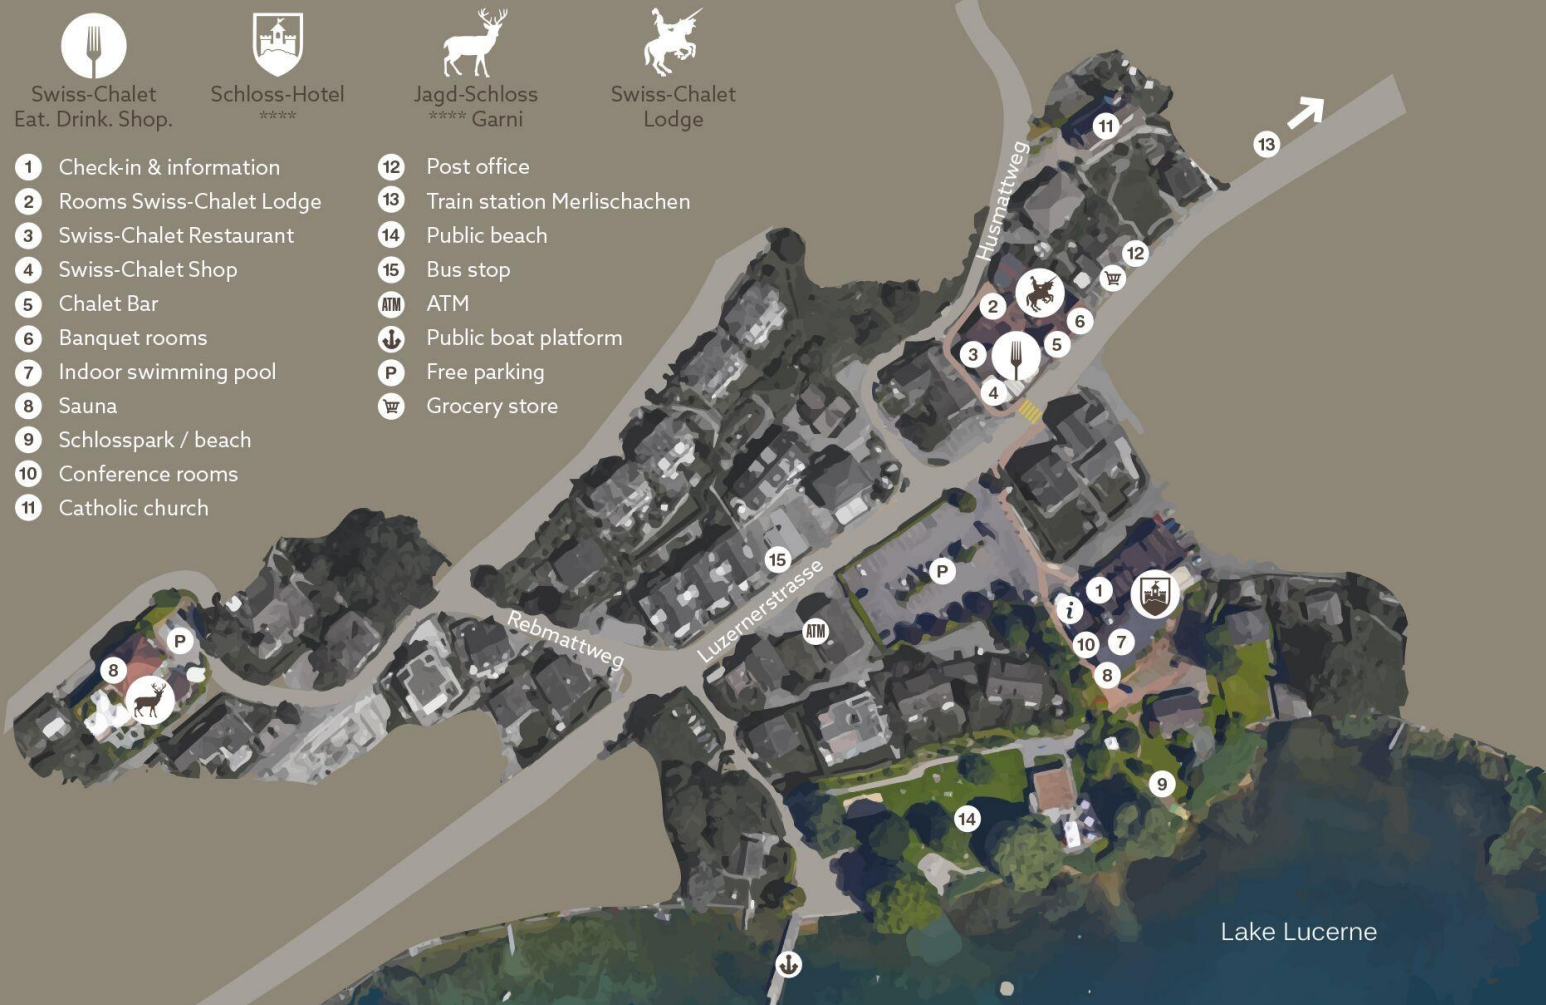 Swiss-Chalet
Eat. Drink. Shop.
Schloss-Hotel
****
Jagd-Schloss
**** Garni
Swiss-Chalet
Lodge
1 Check-in & information
2 Rooms Swiss-Chalet Lodge
3 Swiss-Chalet Restaurant
4 Swiss-Chalet Shop
5 Chalet Bar
6 Banquet rooms
7 Indoor swimming pool
8 Sauna
9 Schlosspark / beach
10 Conference rooms
11 Catholic church
12 Post office
13 Train station Merlischachen
14 Public beach
15 Bus stop
ATM ATM
Public boat platform
P Free parking
Grocery store
11
13
Husmattweg
12
2
6
5
3
4
15
P
Luzernerstrasse
1
i
ATM
Rebmattweg
10
7
8
P
8
9
14
Lake Lucerne